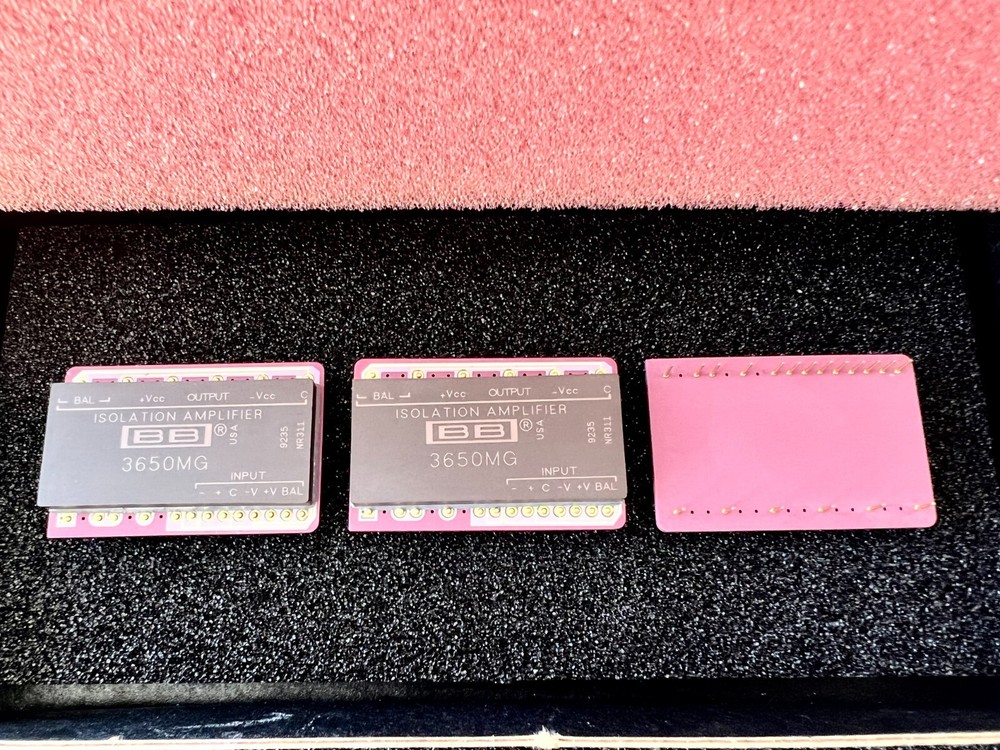 BAL +Vcc OUTPUT -Vcc C
ISOLATION AMPLIFIER
BB® USA
3650MG
9235
NR311
INPUT
- + C -V +V BAL
BAL +Vcc OUTPUT -Vcc C
ISOLATION AMPLIFIER
BB® USA
3650MG
9235
NR311
INPUT
- + C -V +V BAL